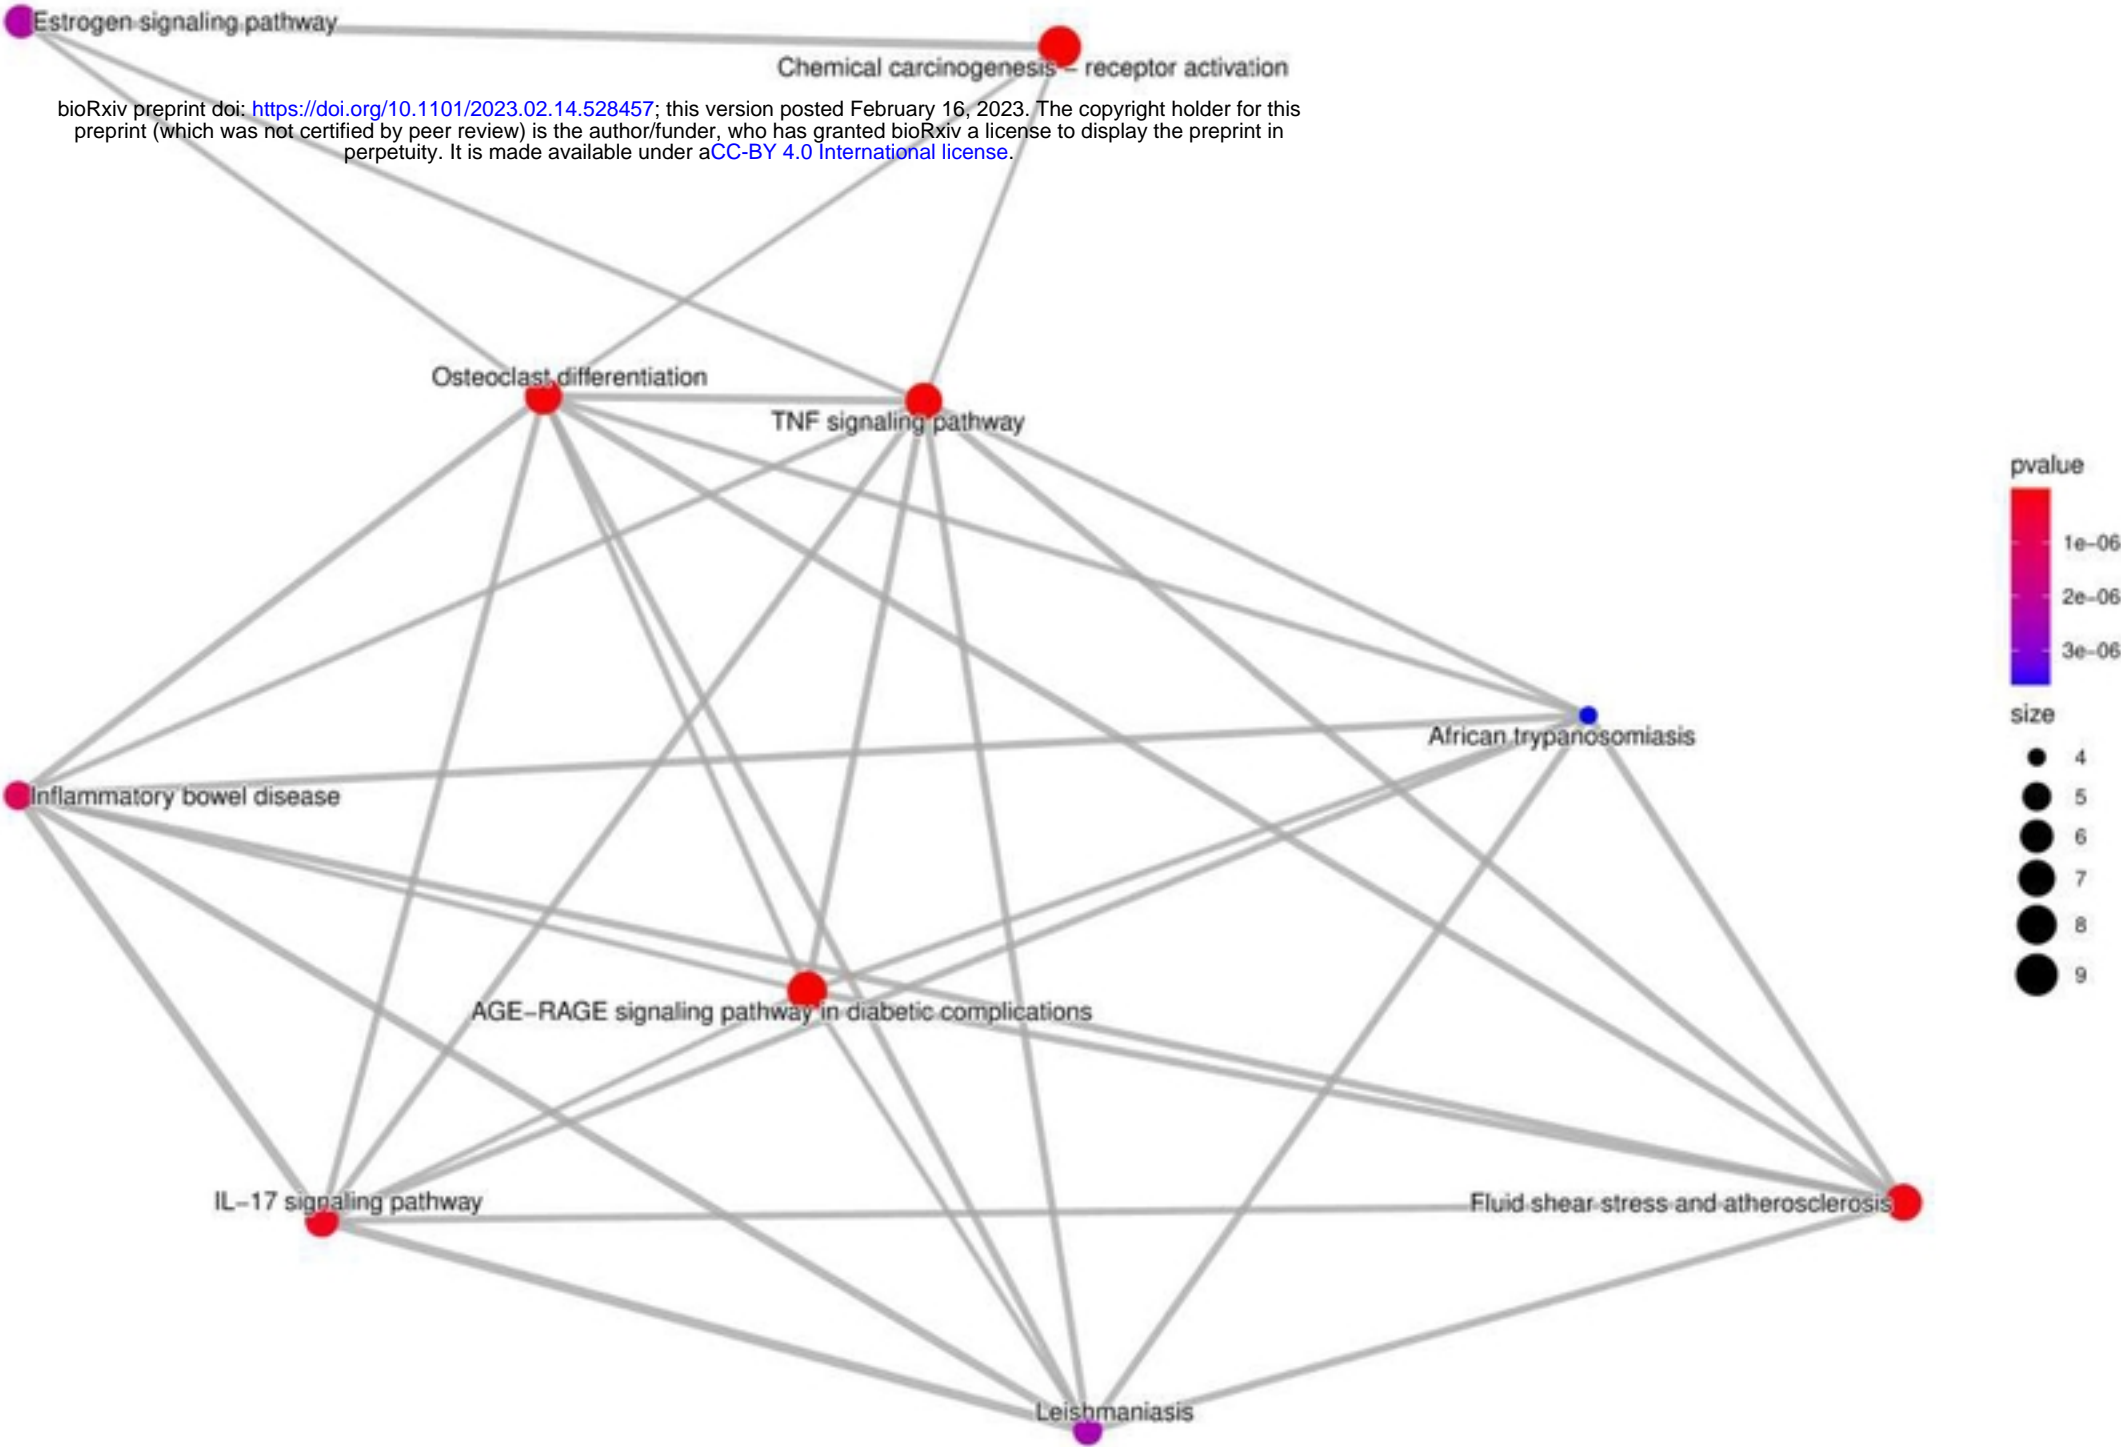 Estrogen signaling pathway
Chemical carcinogenesis – receptor activation
bioRxiv preprint doi: https://doi.org/10.1101/2023.02.14.528457; this version posted February 16, 2023. The copyright holder for this
preprint (which was not certified by peer review) is the author/funder, who has granted bioRxiv a license to display the preprint in
perpetuity. It is made available under aCC-BY 4.0 International license.
Osteoclast differentiation
TNF signaling pathway
pvalue
1e−06
2e−06
3e−06
size
4
5
6
7
8
9
African trypanosomiasis
Inflammatory bowel disease
AGE−RAGE signaling pathway in diabetic complications
IL−17 signaling pathway
Fluid shear stress and atherosclerosis
Leishmaniasis